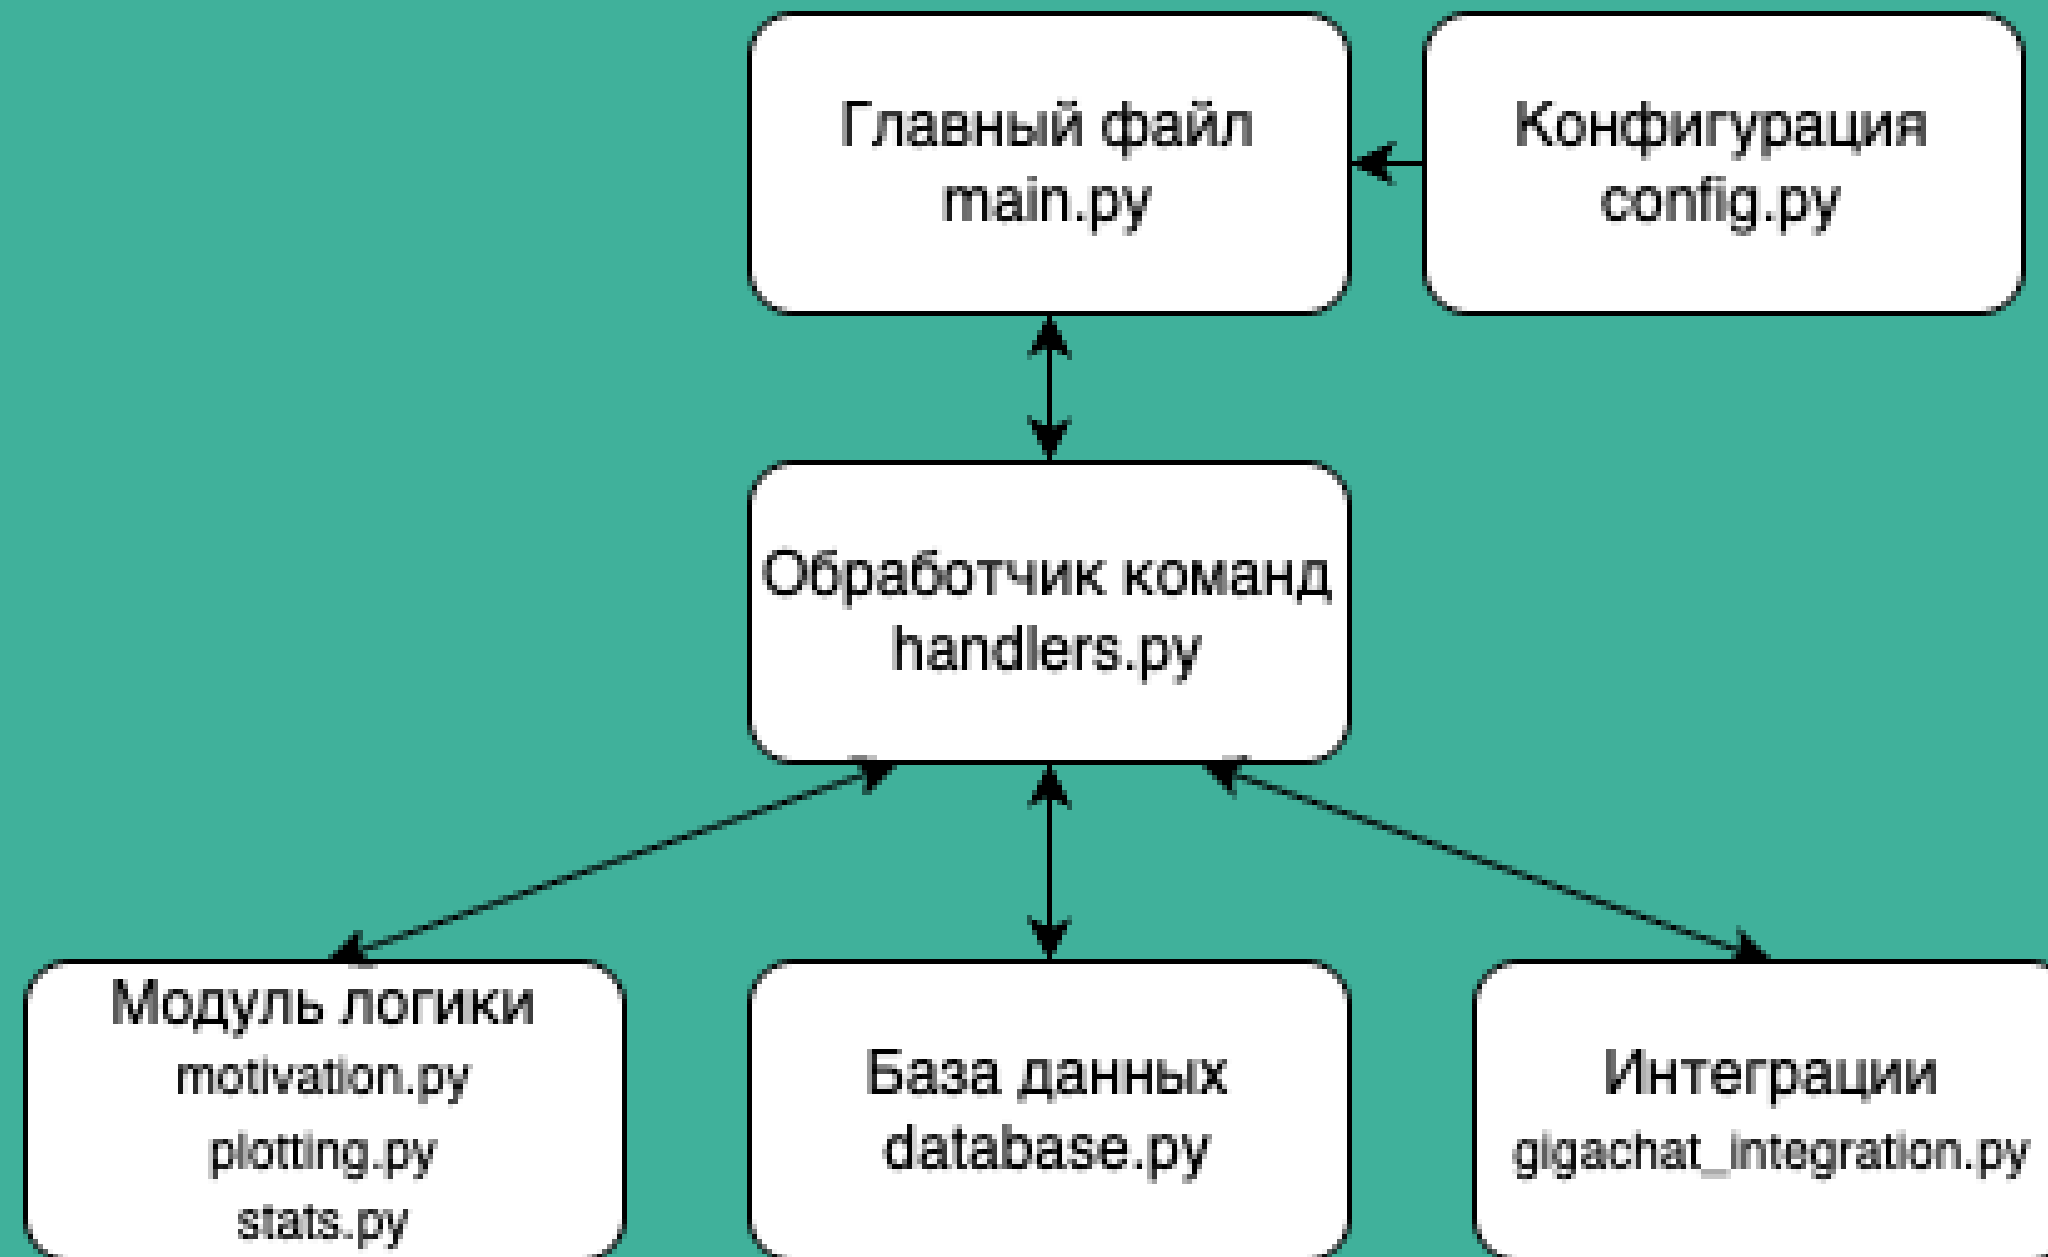 Главный файл
main.py
Конфигурация
config.py
Обработчик команд
handlers.py
Модуль логики
motivation.py
plotting.py
stats.py
База данных
database.py
Интеграции
gigachat_integration.py